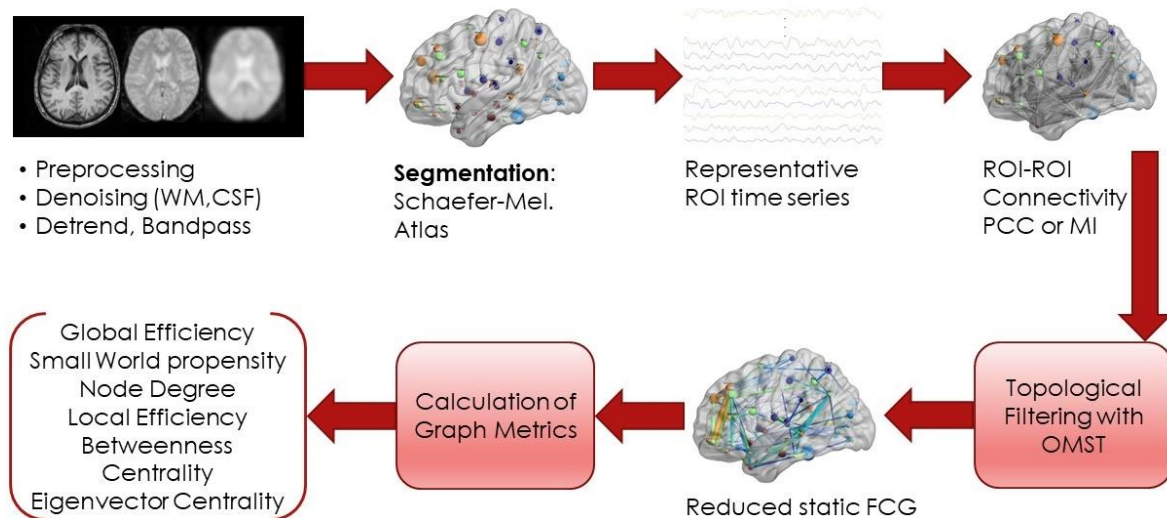 • Preprocessing
• Denoising (WM,CSF)
• Detrend, Bandpass
Segmentation:
Schaefer-Mel.
Atlas
Representative
ROI time series
ROI-ROI
Connectivity
PCC or MI
Topological
Filtering with
OMST
Reduced static FCG
Calculation of
Graph Metrics
Global Efficiency
Small World propensity
Node Degree
Local Efficiency
Betweenness
Centrality
Eigenvector Centrality